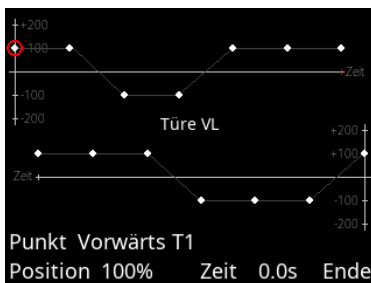 +200
+100
Zeit
-100
-200
Türe VL
+200
+100
Zeit
-100
-200
Punkt Vorwärts T1
Position 100% Zeit 0.0s Ende